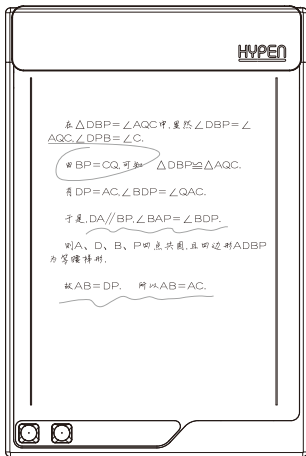 HYPEN
在△DBP=∠AQC中,显然∠DBP=∠
AQC,∠DPB=∠C.
由BP=CQ,可知 △DBP≌△AQC.
有DP=AC,∠BDP=∠QAC.
于是,DA//BP,∠BAP=∠BDP.
则A、D、B、P四点共圆,且四边形ADBP
为等腰梯形.
故AB=DP. 所以AB=AC.